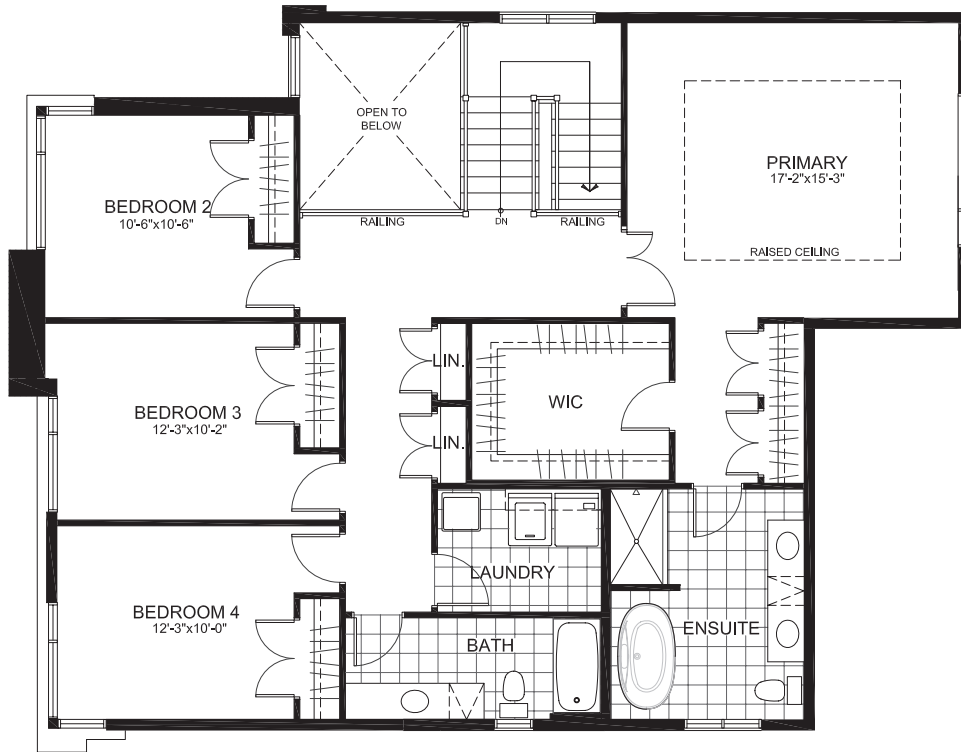 OPEN TO
BELOW
PRIMARY
17'-2"x15'-3"
BEDROOM 2
10'-6"x10'-6"
RAILING
DN
RAILING
RAISED CEILING
LIN.
WIC
BEDROOM 3
12'-3"x10'-2"
LIN.
LAUNDRY
BEDROOM 4
12'-3"x10'-0"
ENSUITE
BATH